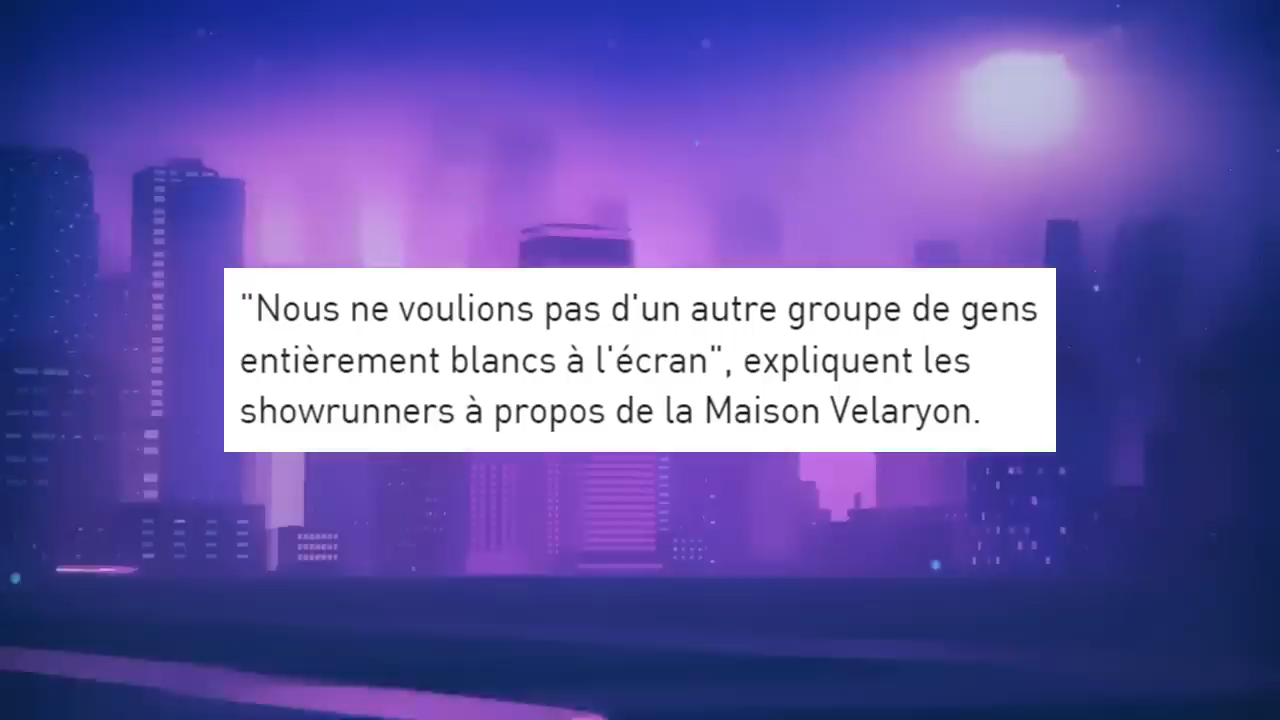 "Nous ne voulions pas d'un autre groupe de gens
entièrement blancs à l'écran", expliquent les
showrunners à propos de la Maison Velaryon.